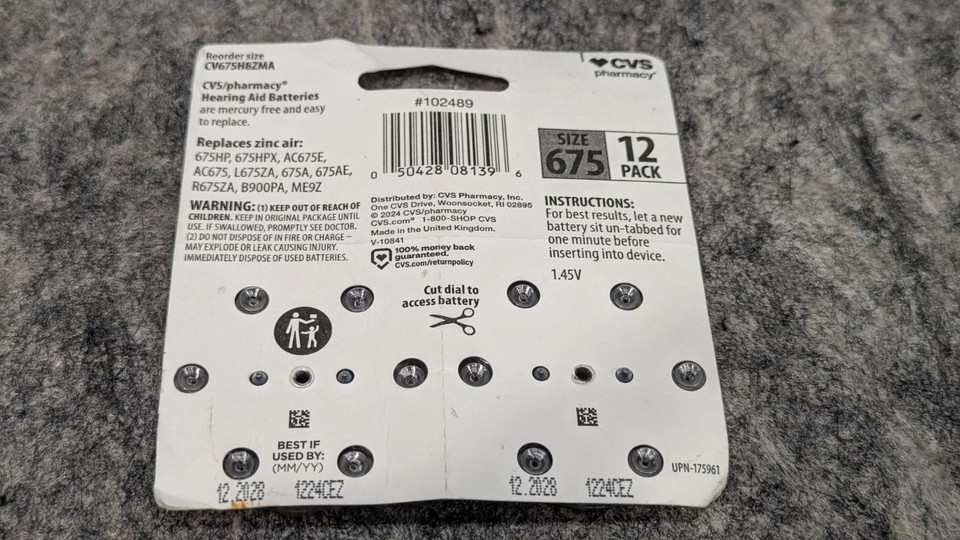 Reorder size
CV675H8ZMA
CVS/pharmacy®
Hearing Aid Batteries
are mercury free and easy
to replace.
Replaces zinc air:
675HP, 675HPX, AC675E,
AC675, L675ZA, 675A, 675AE,
R675ZA, B900PA, ME9Z
WARNING: (1) KEEP OUT OF REACH OF
CHILDREN. KEEP IN ORIGINAL PACKAGE UNTIL
USE. IF SWALLOWED, PROMPTLY SEE DOCTOR.
(2) DO NOT DISPOSE OF IN FIRE OR CHARGE –
MAY EXPLODE OR LEAK CAUSING INJURY.
IMMEDIATELY DISPOSE OF USED BATTERIES.
#102489
0 50428 08139 6
Distributed by: CVS Pharmacy, Inc.
One CVS Drive, Woonsocket, RI 02895
© 2024 CVS/pharmacy
CVS.com® 1-800-SHOP CVS
Made in the United Kingdom.
V-10841
100% money back
guaranteed.
CVS.com/returnpolicy
Cut dial to
access battery
CVS
pharmacy®
SIZE
675
12
PACK
INSTRUCTIONS:
For best results, let a new
battery sit un-tabbed for
one minute before
inserting into device.
1.45V
BEST IF
USED BY:
(MM/YY)
12.2028 1224CEZ
12.2028 1224CEZ
UPN-175961